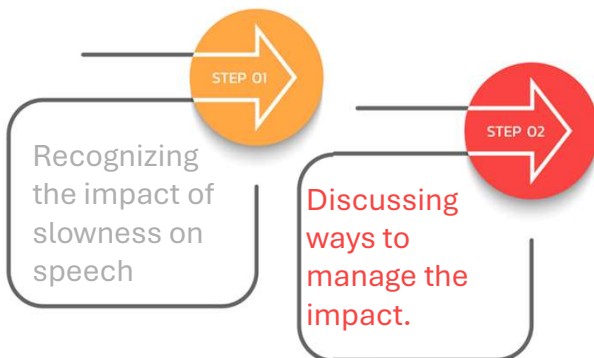 STEP 01
Recognizing
the impact of
slowness on
speech
STEP 02
Discussing
ways to
manage the
impact.